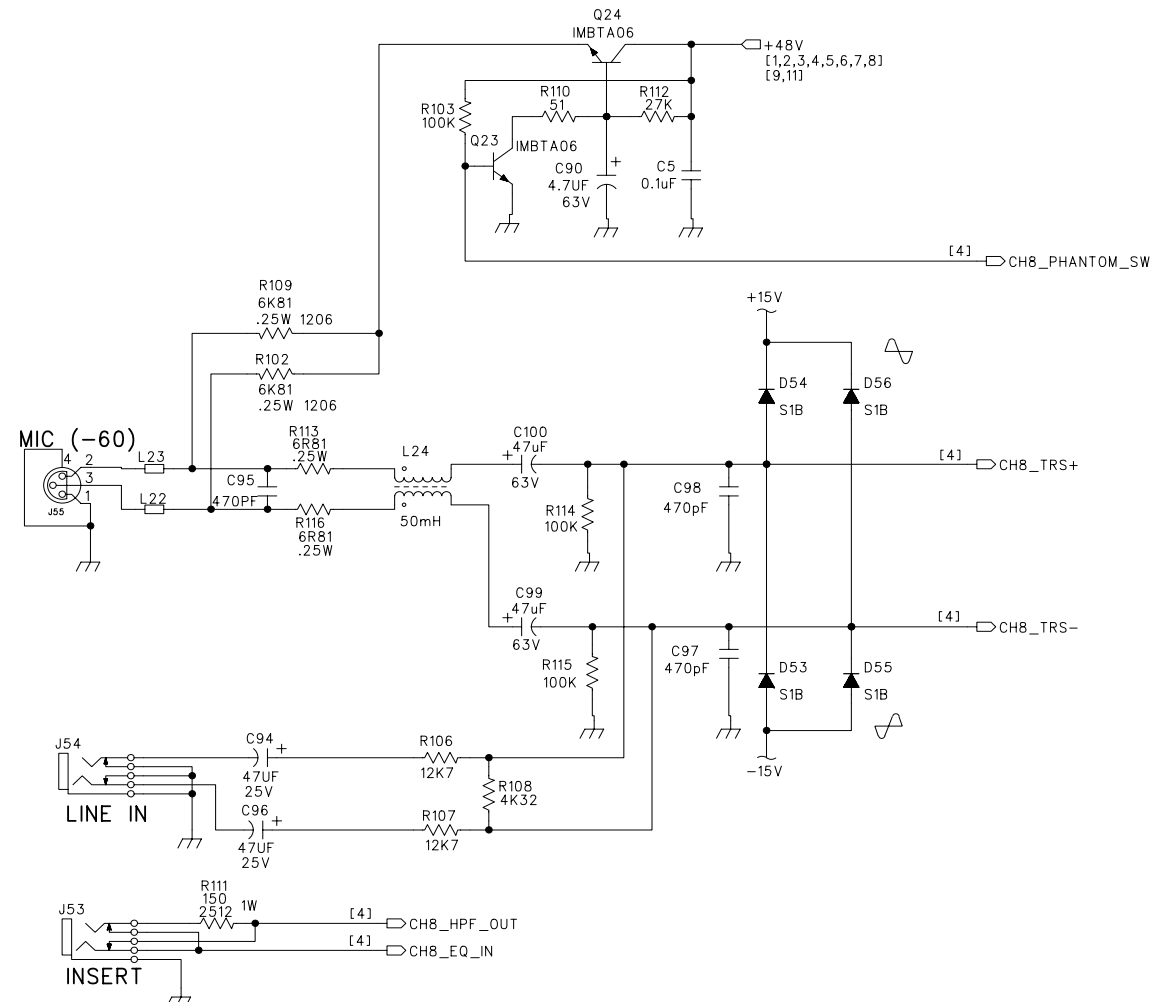 Q24
IMBTA06
+48V
[1,2,3,4,5,6,7,8]
[9,11]
R110
51
R112
27K
R103
100K
Q23
IMBTA06
C90
4.7UF
63V
+
C5
0.1uF
[4]
CH8_PHANTOM_SW
R109
6K81
.25W 1206
R102
6K81
.25W 1206
+15V
D54
S1B
D56
S1B
MIC (-60)
4
2
3
1
J55
L23
L22
C95
470PF
R113
6R81
.25W
R116
6R81
.25W
L24
50mH
C100
47uF
+
63V
R114
100K
C98
470pF
[4]
CH8_TRS+
C99
47uF
+
63V
R115
100K
C97
470pF
[4]
CH8_TRS-
D53
S1B
D55
S1B
-15V
J54
LINE IN
C94
+
47UF
25V
C96
+
47UF
25V
R106
12K7
R108
4K32
R107
12K7
J53
INSERT
R111
150
2512
1W
[4]
CH8_HPF_OUT
[4]
CH8_EQ_IN